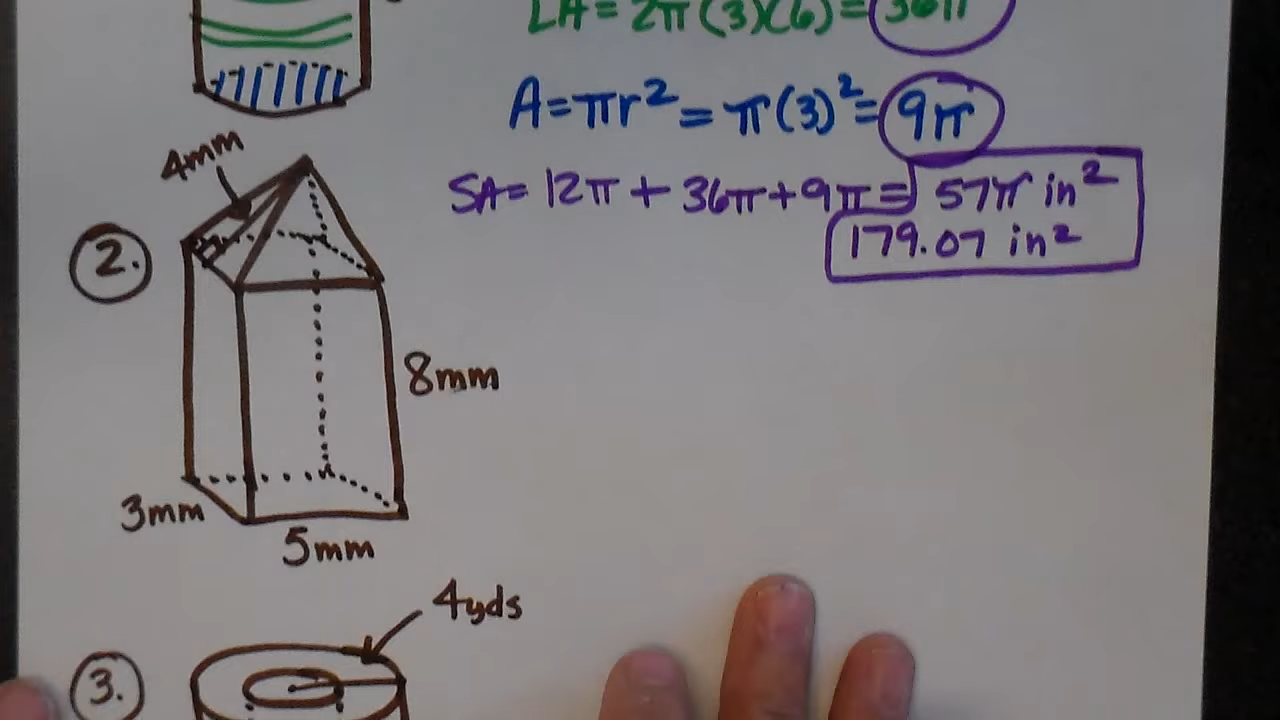 LA = 2π(3)(6) = 36π
A = πr² = π(3)² = 9π
4mm
SA = 12π + 36π + 9π = 57π in²
179.07 in²
2.
8mm
3mm
5mm
4yds
3.